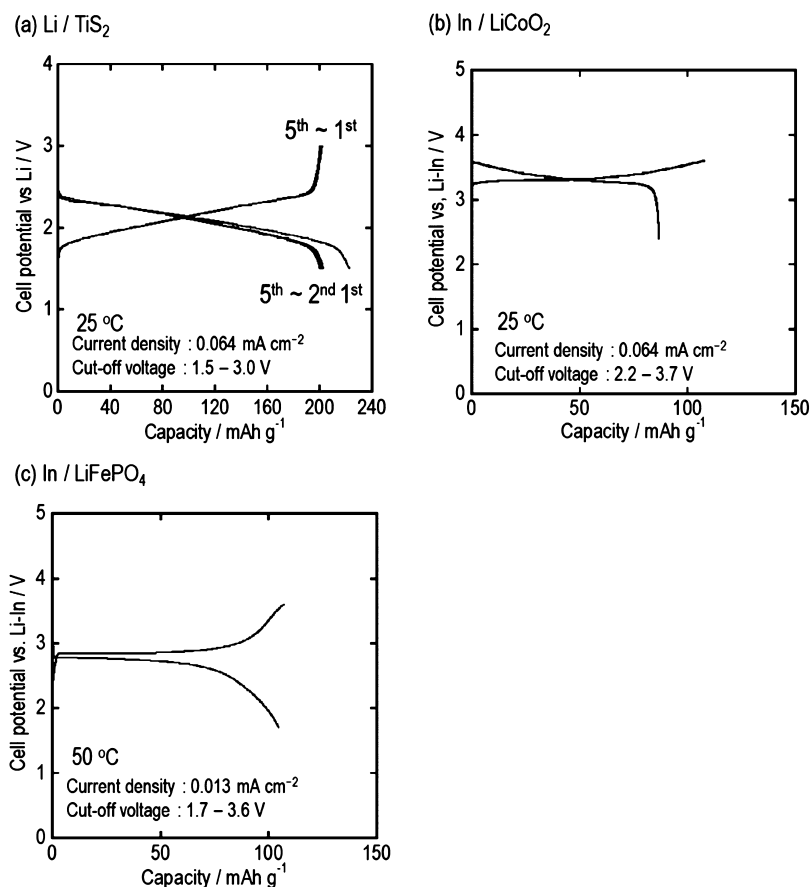 (a) Li / TiS₂
4
3
2
1
0
0 40 80 120 160 200 240
Cell potential vs Li / V
Capacity / mAh g⁻¹
5ᵗʰ ~ 1ˢᵗ
5ᵗʰ ~ 2ⁿᵈ 1ˢᵗ
25 ºC
Current density : 0.064 mA cm⁻²
Cut-off voltage : 1.5 – 3.0 V
(b) In / LiCoO₂
5
4
3
2
1
0
0 50 100 150
Cell potential vs, Li-In / V
Capacity / mAh g⁻¹
25 ºC
Current density : 0.064 mA cm⁻²
Cut-off voltage : 2.2 – 3.7 V
(c) In / LiFePO₄
5
4
3
2
1
0
0 50 100 150
Cell potential vs. Li-In / V
Capacity / mAh g⁻¹
50 ºC
Current density : 0.013 mA cm⁻²
Cut-off voltage : 1.7 – 3.6 V